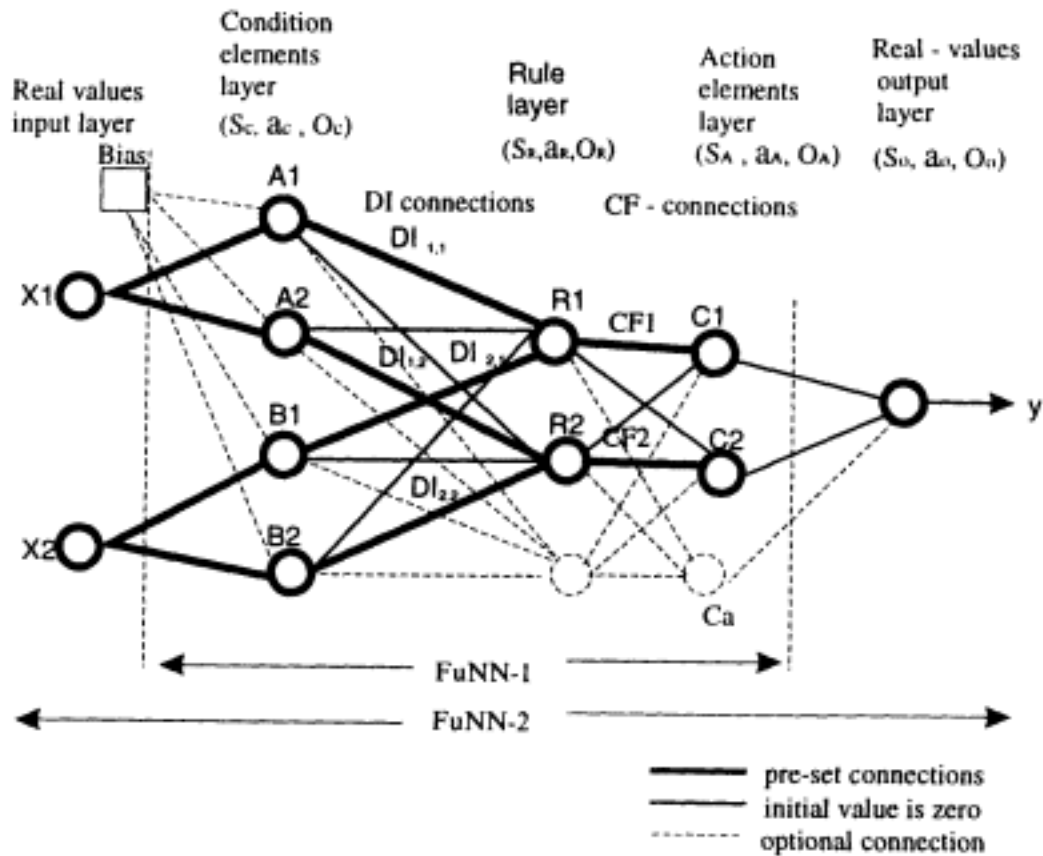 Real values
input layer
Bias
Condition
elements
layer
(Sc, ac , Oc)
Rule
layer
(SR,aR,OR)
Action
elements
layer
(SA , aA, OA)
Real - values
output
layer
(So, ao, Oo)
A1
DI connections
CF - connections
DI 1,1
X1
A2
R1
CF1
C1
DI1,2
DI 2,1
y
B1
R2
CF2
C2
DI2,2
X2
B2
Ca
FuNN-1
FuNN-2
pre-set connections
initial value is zero
optional connection